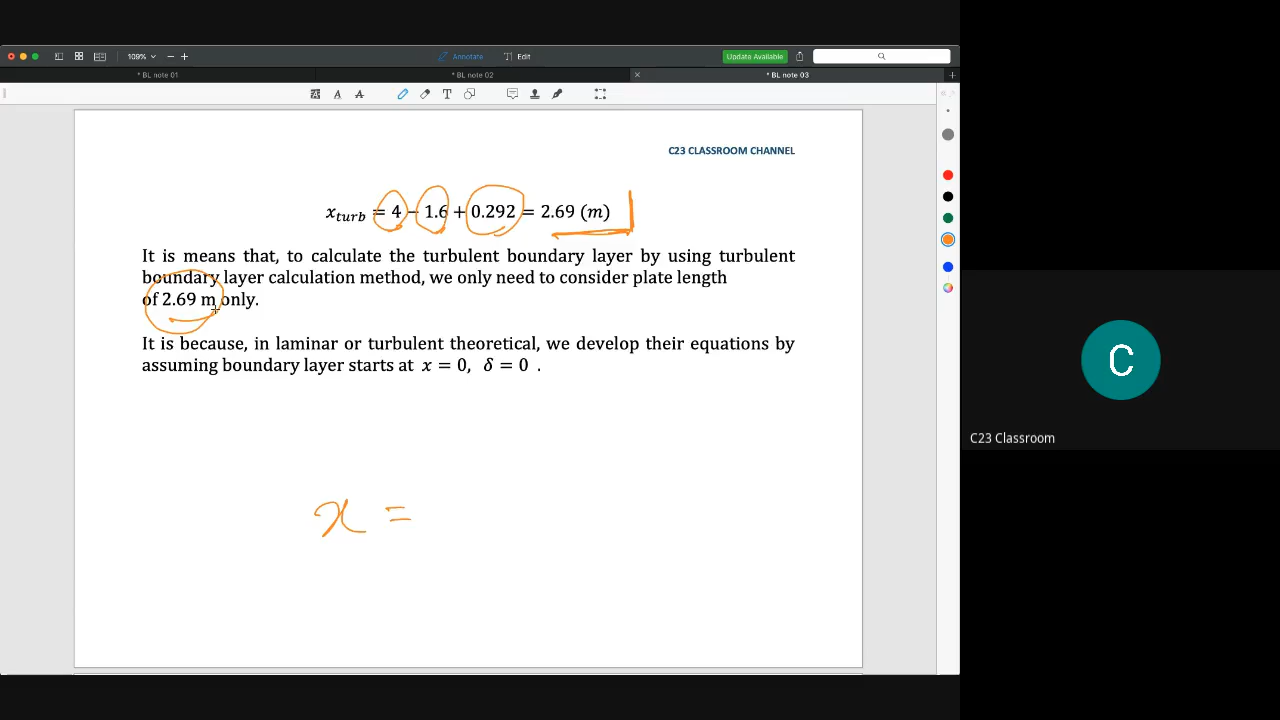 109%
Annotate
Edit
Update Available
* BL note 01
* BL note 02
* BL note 03
C23 CLASSROOM CHANNEL
x_turb = 4 − 1.6 + 0.292 = 2.69 (m)
It is means that, to calculate the turbulent boundary layer by using turbulent
boundary layer calculation method, we only need to consider plate length
of 2.69 m only.
It is because, in laminar or turbulent theoretical, we develop their equations by
assuming boundary layer starts at x = 0, δ = 0 .
x =
C
C23 Classroom